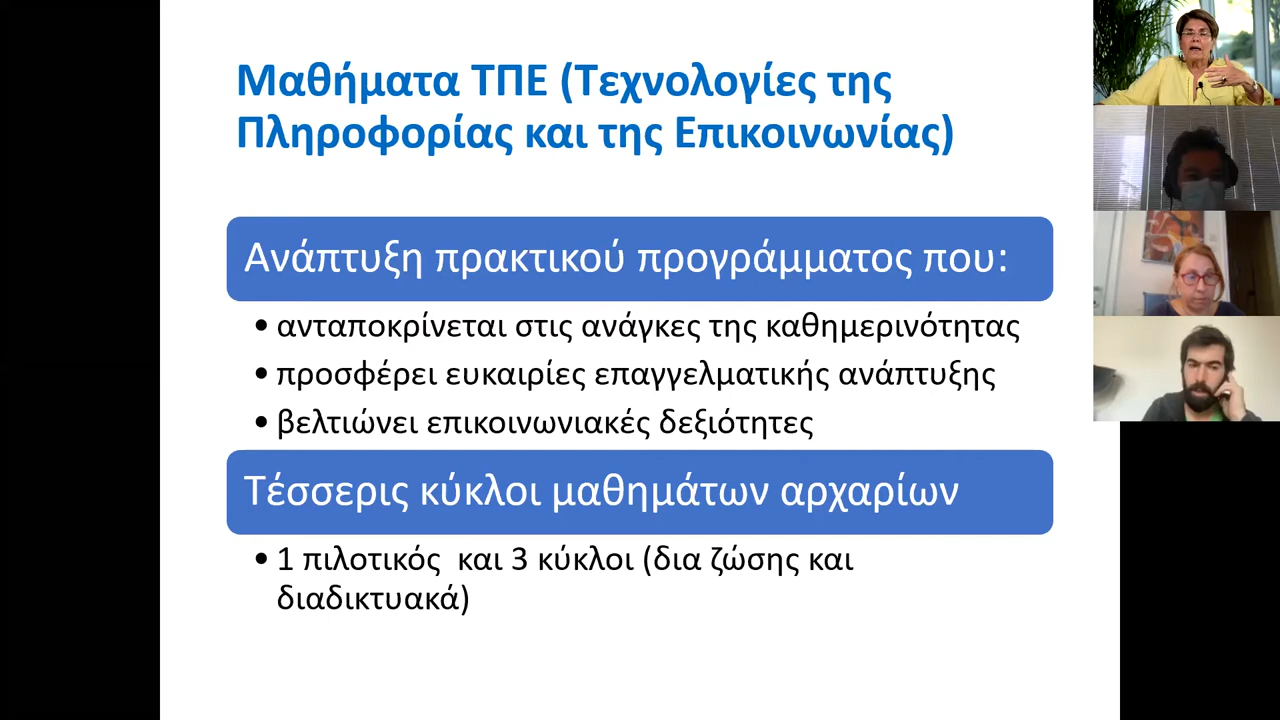 Μαθήματα ΤΠΕ (Τεχνολογίες της
Πληροφορίας και της Επικοινωνίας)
Ανάπτυξη πρακτικού προγράμματος που:
• ανταποκρίνεται στις ανάγκες της καθημερινότητας
• προσφέρει ευκαιρίες επαγγελματικής ανάπτυξης
• βελτιώνει επικοινωνιακές δεξιότητες
Τέσσερις κύκλοι μαθημάτων αρχαρίων
• 1 πιλοτικός  και 3 κύκλοι (δια ζώσης και
διαδικτυακά)